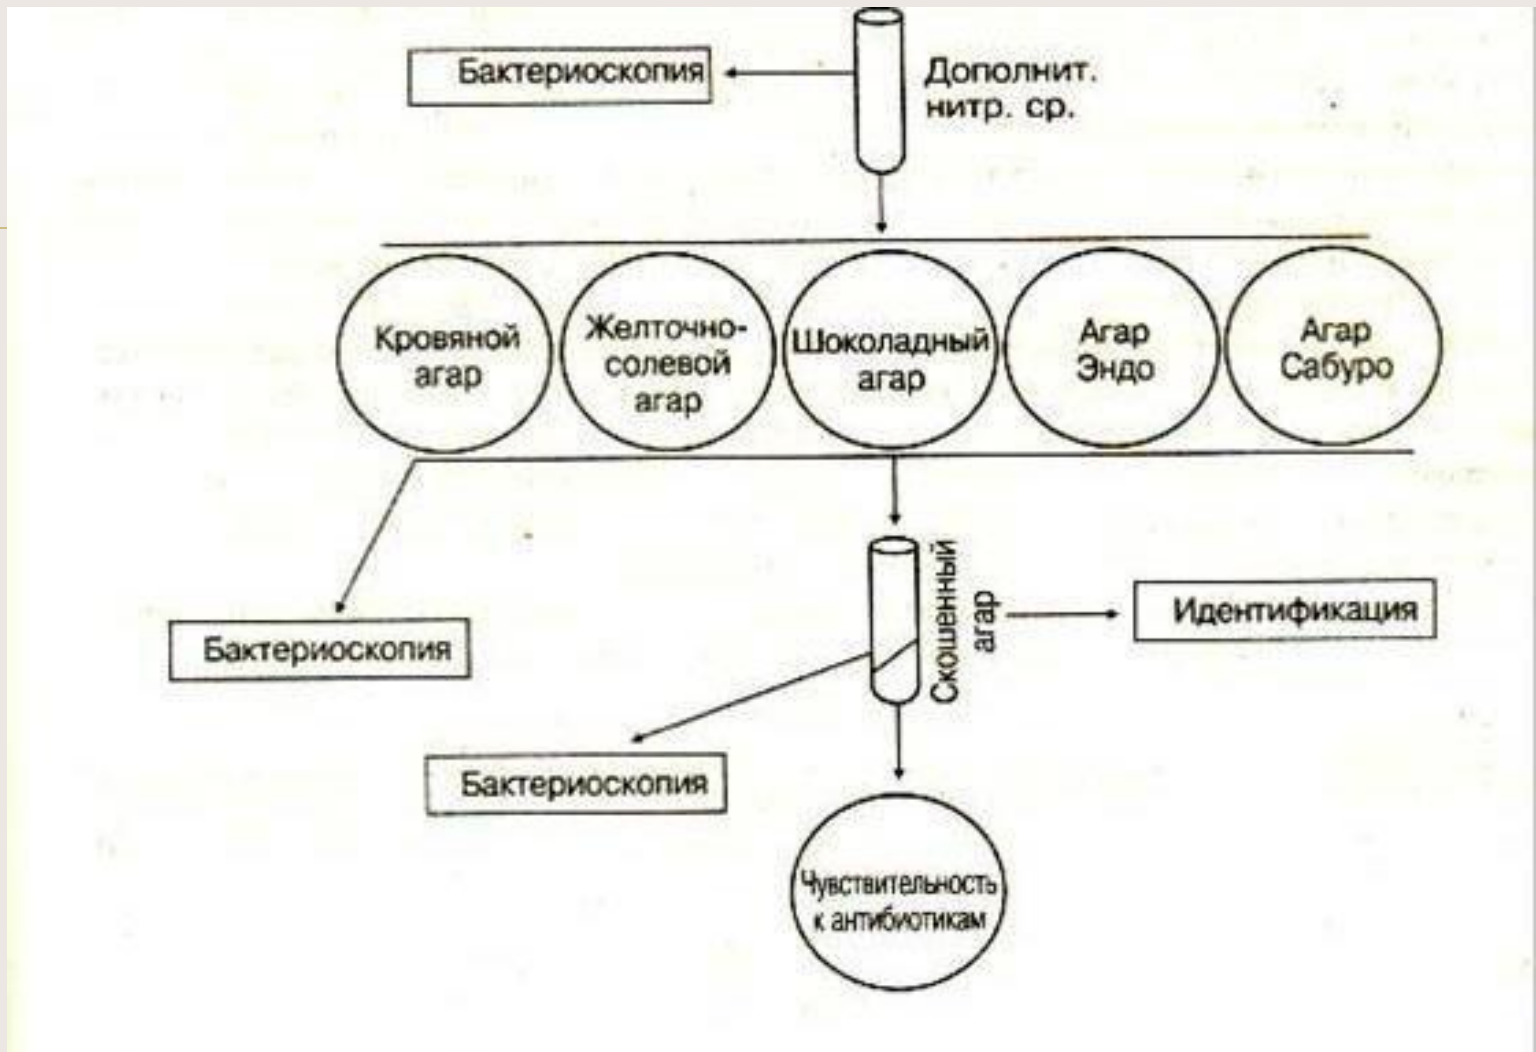 Бактериоскопия
Дополнит.
нитр. ср.
Кровяной
агар
Желточно-
солевой
агар
Шоколадный
агар
Агар
Эндо
Агар
Сабуро
Скошенный
агар
Идентификация
Бактериоскопия
Бактериоскопия
Чувствительность
к антибиотикам